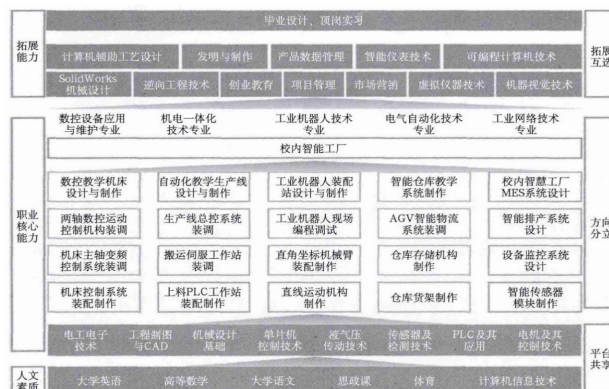 毕业设计、顶岗实习
拓展
能力
计算机辅助工艺设计 发明与制作 产品数据管理 智能仪表技术 可编程计算机技术
SolidWorks
机械设计
逆向工程技术 创业教育 项目管理 市场营销 虚拟仪器技术 机器视觉技术
拓展
互选
数控设备应用
与维护专业
机电一体化
技术专业
工业机器人技术
专业
电气自动化技术
专业
工业网络技术
专业
校内智能工厂
职业
核心
能力
数控教学机床
设计与制作
自动化教学生产线
设计与制作
工业机器人装配
站设计与制作
智能仓库教学
系统制作
校内智慧工厂
MES系统设计
两轴数控运动
控制机构装调
生产线总控系统
装调
工业机器人现场
编程调试
AGV智能物流
系统装调
智能排产系统
设计
机床主轴变频
控制系统装调
搬运伺服工作站
装调
直角坐标机械臂
装配制作
仓库存储机构
制作
设备监控系统
设计
机床控制系统
装配制作
上料PLC工作站
装配制作
直线运动机构
制作
仓库货架制作
智能传感器
模块制作
方向
分立
电工电子
技术
工程制图
与CAD
机械设计
基础
单片机
控制技术
液气压
传动技术
传感器及
检测技术
PLC及其
应用
电机及其
控制技术
平台
共享
人文
素质
大学英语 高等数学 大学语文 思政课 体育 计算机信息技术